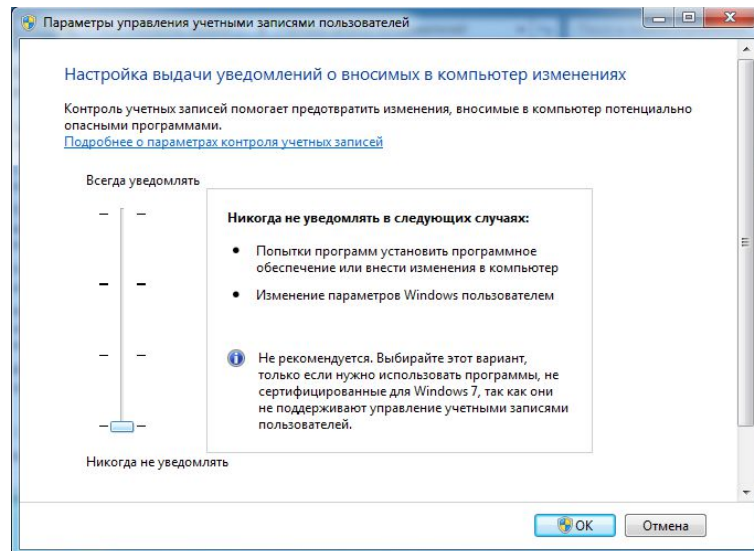 Параметры управления учетными записями пользователей
Настройка выдачи уведомлений о вносимых в компьютер изменениях
Контроль учетных записей помогает предотвратить изменения, вносимые в компьютер потенциально
опасными программами.
Подробнее о параметрах контроля учетных записей
Всегда уведомлять
Никогда не уведомлять в следующих случаях:
Попытки программ установить программное
обеспечение или внести изменения в компьютер
Изменение параметров Windows пользователем
Не рекомендуется. Выбирайте этот вариант,
только если нужно использовать программы, не
сертифицированные для Windows 7, так как они
не поддерживают управление учетными записями
пользователей.
Никогда не уведомлять
OK
Отмена